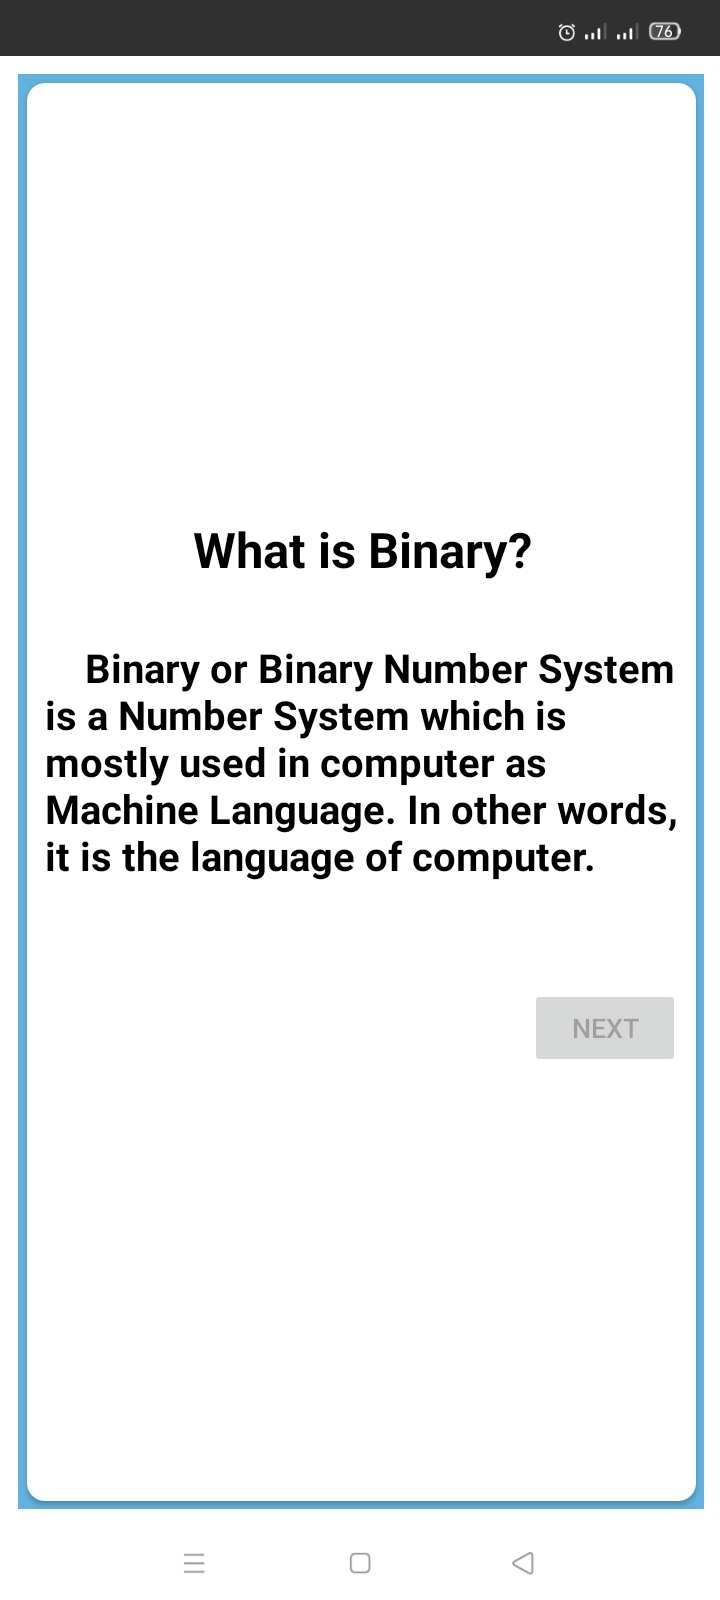 76
What is Binary?
Binary or Binary Number System
is a Number System which is
mostly used in computer as
Machine Language. In other words,
it is the language of computer.
NEXT